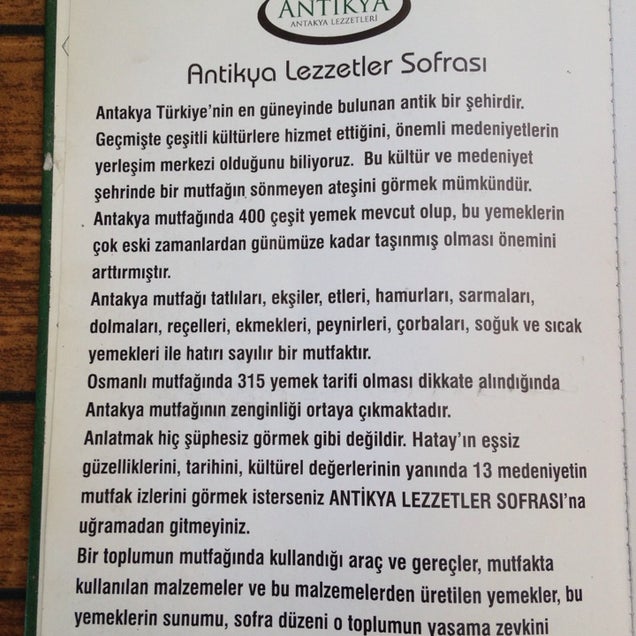 ANTİKYA
ANTAKYA LEZZETLERİ
Antikya Lezzetler Sofrası
Antakya Türkiye'nin en güneyinde bulunan antik bir şehirdir.
Geçmişte çeşitli kültürlere hizmet ettiğini, önemli medeniyetlerin
yerleşim merkezi olduğunu biliyoruz. Bu kültür ve medeniyet
şehrinde bir mutfağın sönmeyen ateşini görmek mümkündür.
Antakya mutfağında 400 çeşit yemek mevcut olup, bu yemeklerin
çok eski zamanlardan günümüze kadar taşınmış olması önemini
arttırmıştır.
Antakya mutfağı tatlıları, ekşiler, etleri, hamurları, sarmaları,
dolmaları, reçelleri, ekmekleri, peynirleri, çorbaları, soğuk ve sıcak
yemekleri ile hatırı sayılır bir mutfaktır.
Osmanlı mutfağında 315 yemek tarifi olması dikkate alındığında
Antakya mutfağının zenginliği ortaya çıkmaktadır.
Anlatmak hiç şüphesiz görmek gibi değildir. Hatay'ın eşsiz
güzelliklerini, tarihini, kültürel değerlerinin yanında 13 medeniyetin
mutfak izlerini görmek isterseniz ANTİKYA LEZZETLER SOFRASI'na
uğramadan gitmeyiniz.
Bir toplumun mutfağında kullandığı araç ve gereçler, mutfakta
kullanılan malzemeler ve bu malzemelerden üretilen yemekler, bu
yemeklerin sunumu, sofra düzeni o toplumun yaşama zevkini